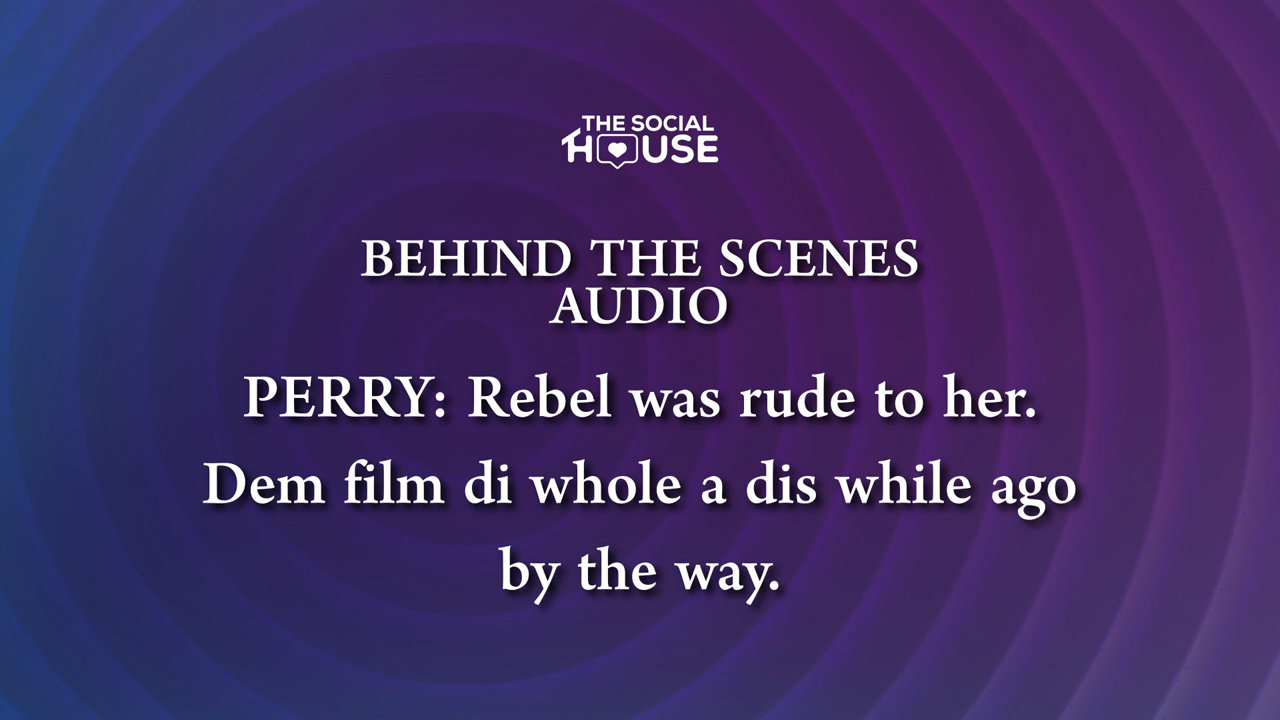 THE SOCIAL
HOUSE
BEHIND THE SCENES
AUDIO
PERRY: Rebel was rude to her.
Dem film di whole a dis while ago
by the way.